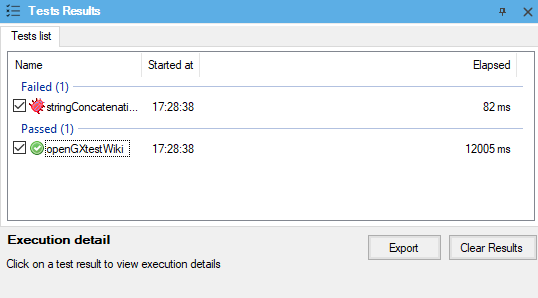 Tests Results
Tests list
Name Started at Elapsed
Failed (1)
stringConcatenati... 17:28:38 82 ms
Passed (1)
openGXtestWiki 17:28:38 12005 ms
Execution detail
Export Clear Results
Click on a test result to view execution details